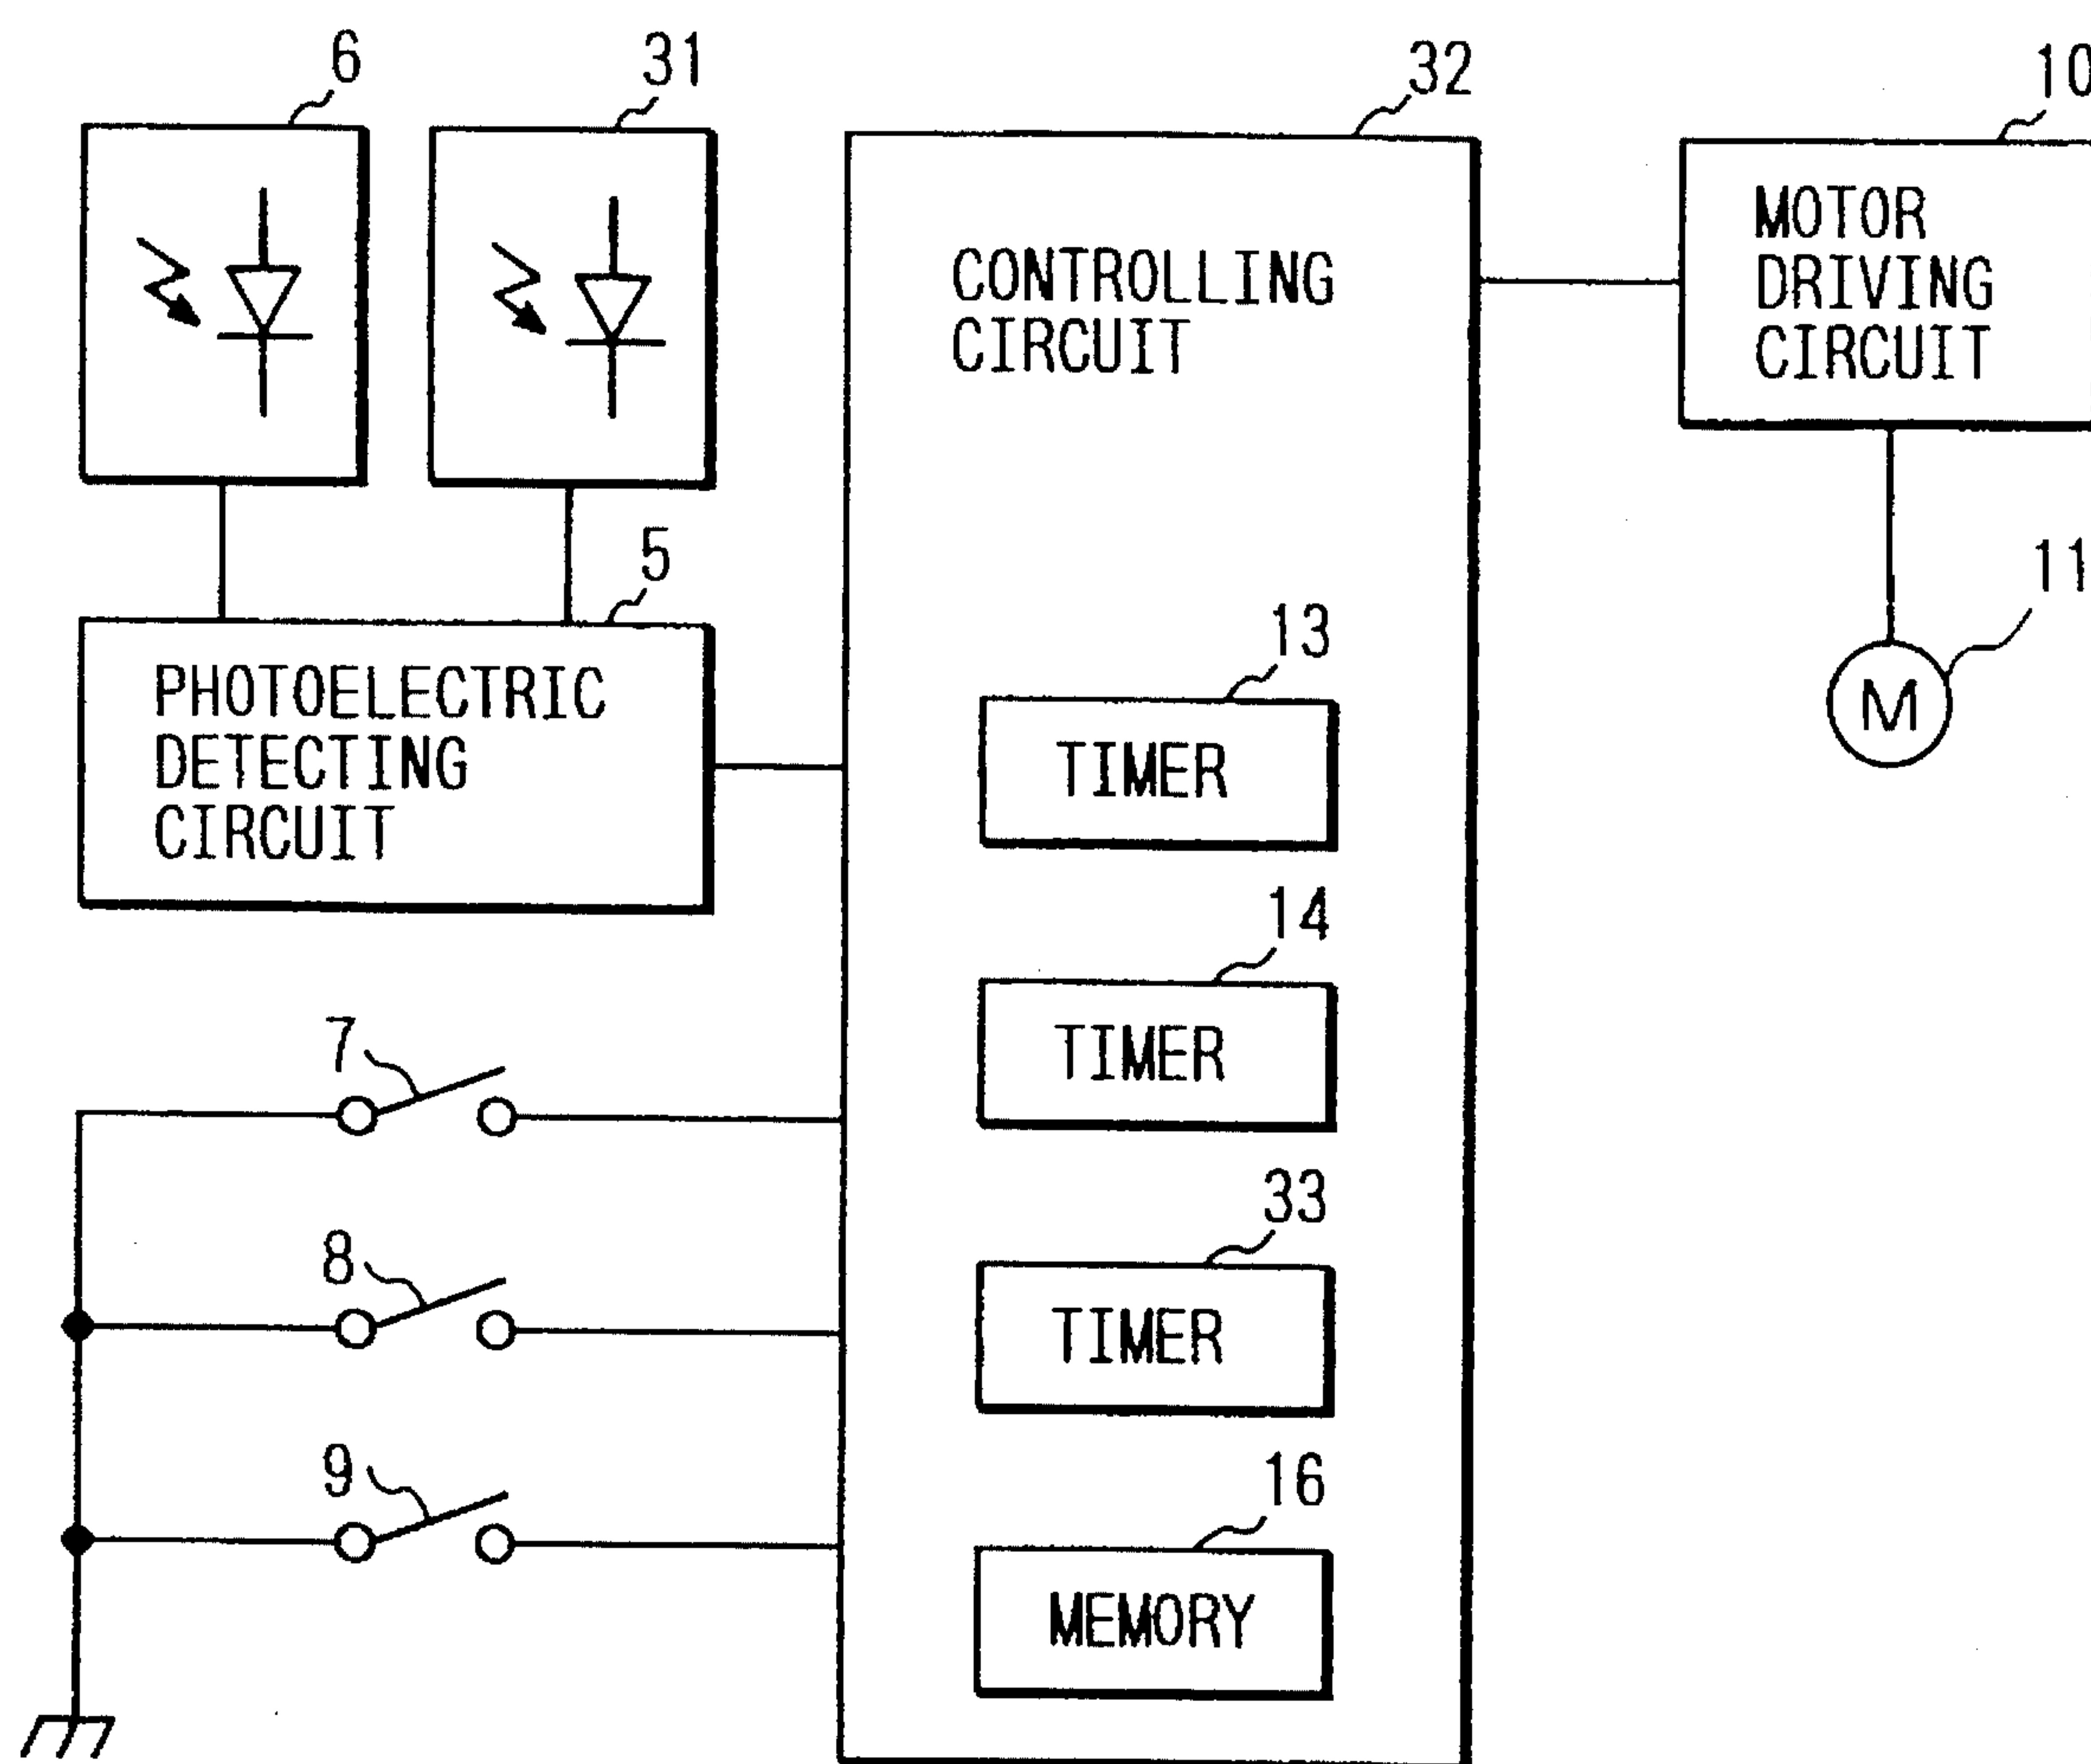 6
31
32
10
CONTROLLING
CIRCUIT
MOTOR
DRIVING
CIRCUIT
5
PHOTOELECTRIC
DETECTING
CIRCUIT
11
M
13
TIMER
14
TIMER
7
33
TIMER
8
9
16
MEMORY